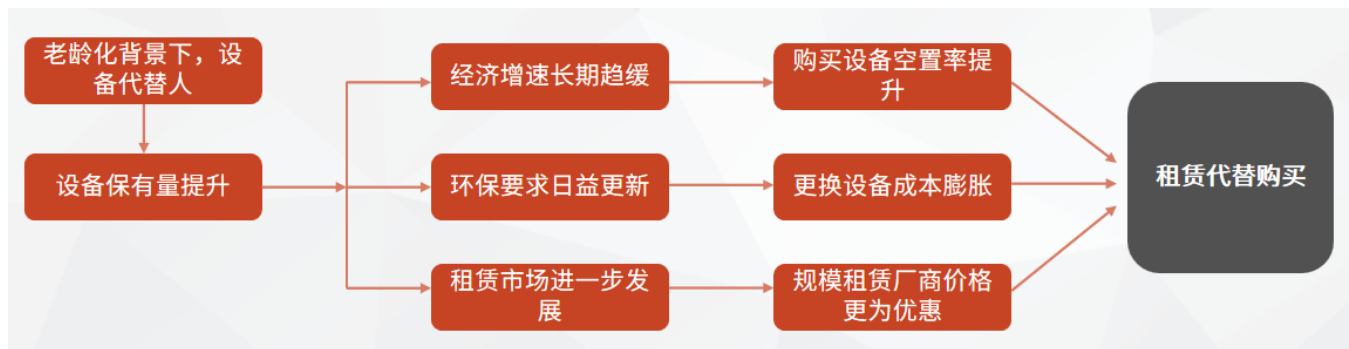 老龄化背景下，设
备代替人
设备保有量提升
经济增速长期趋缓
购买设备空置率提
升
环保要求日益更新
更换设备成本膨胀
租赁市场进一步发
展
规模租赁厂商价格
更为优惠
租赁代替购买